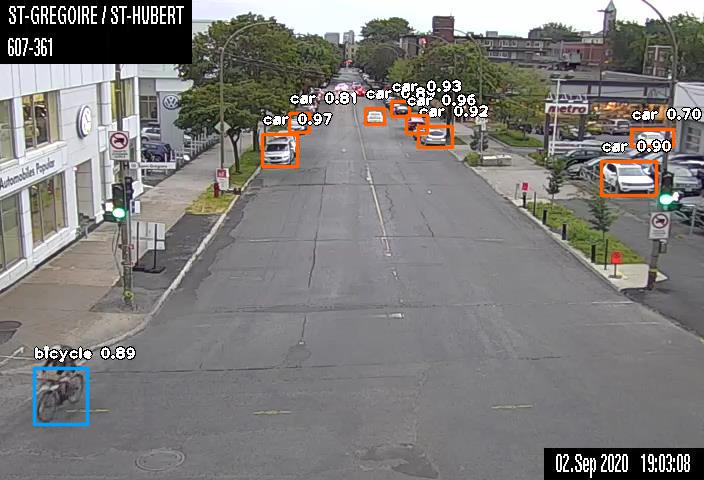 ST-GREGOIRE / ST-HUBERT
607-361
car 0.93
car 0.81
car 0.96
car 0.97
car 0.92
car 0.70
metro
car 0.90
Automobiles Popular
bicycle 0.89
02.Sep 2020 19:03:08